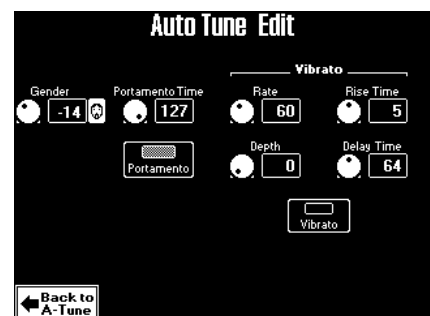 Auto Tune Edit
Vibrato
Gender
Portamento Time
Rate
Rise Time
-14
127
60
5
Portamento
Depth
Delay Time
0
64
Vibrato
Back to
A-Tune